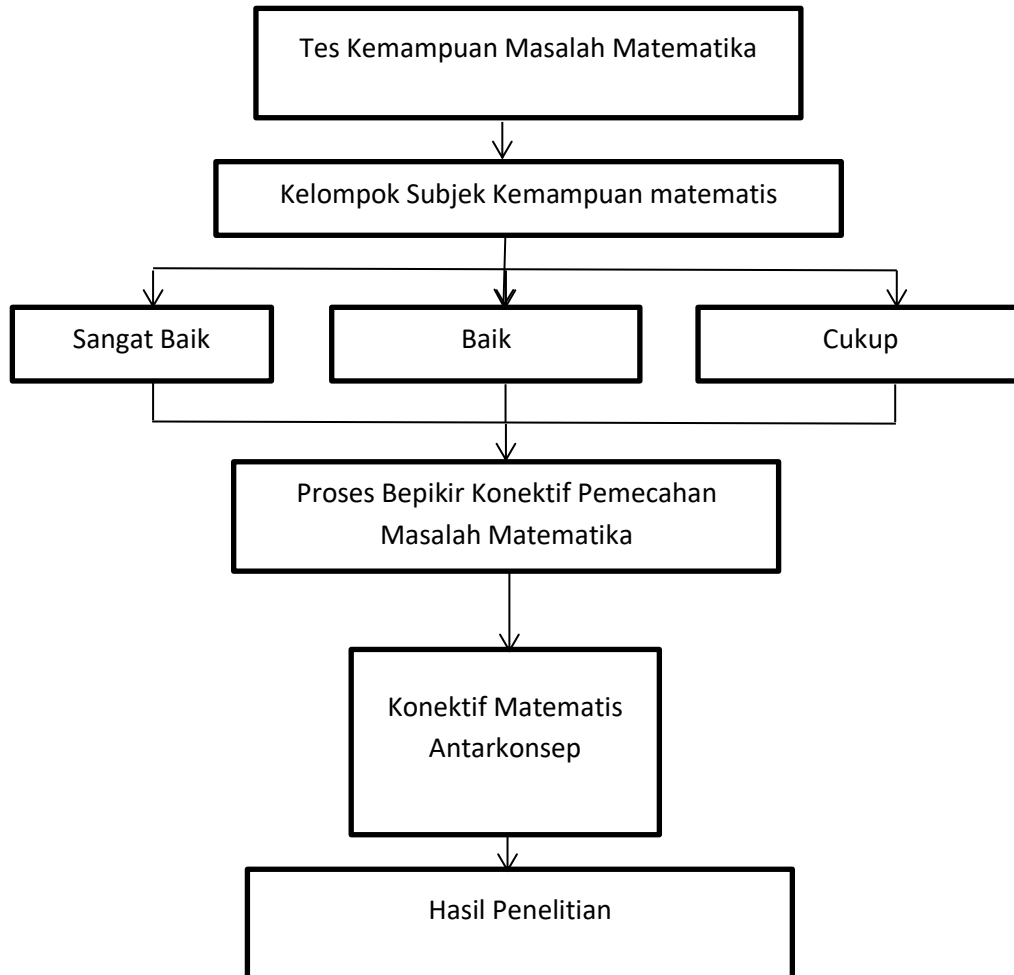 Tes Kemampuan Masalah Matematika
Kelompok Subjek Kemampuan matematis
Sangat Baik
Baik
Cukup
Proses Bepikir Konektif Pemecahan
Masalah Matematika
Konektif Matematis
Antarkonsep
Hasil Penelitian